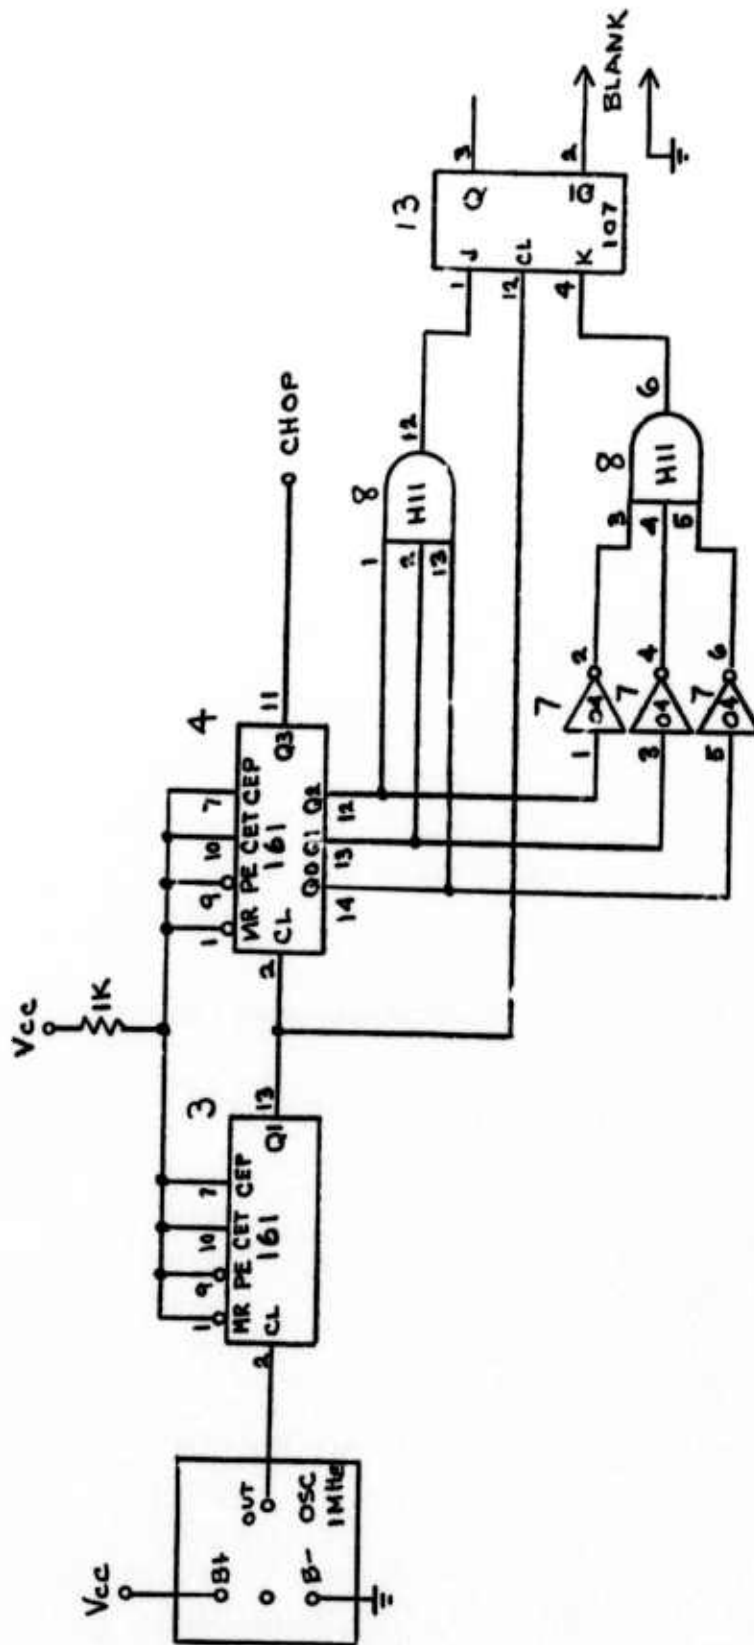 Vcc
B+
OUT
B-
OSC
1MHz
2
1
9
10
7
MR PE CET CEP
CL
161
Q1
13
3
Vcc
1K
2
1
9
10
7
MR PE CET CEP
CL
161
Q3
Q0 Q1 Q2
14
13
12
4
11
CHOP
8
1
2
13
H11
12
7
1
04
2
7
3
04
4
7
5
04
6
8
3
4
5
H11
6
13
1
J
12
CL
4
K
Q
3
Q
2
107
BLANK